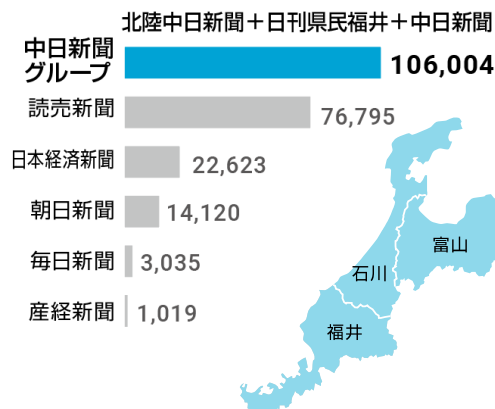 北陸中日新聞＋日刊県民福井＋中日新聞
中日新聞
グループ
106,004
読売新聞
76,795
日本経済新聞
22,623
朝日新聞
14,120
毎日新聞
3,035
産経新聞
1,019
富山
石川
福井